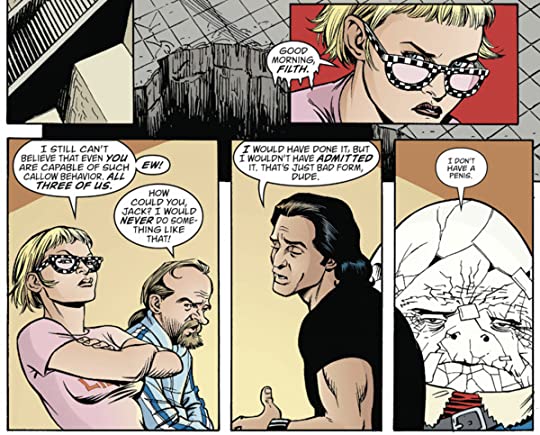 GOOD
MORNING,
FILTH.
I STILL CAN'T
BELIEVE THAT EVEN YOU
ARE CAPABLE OF SUCH
CALLOW BEHAVIOR. ALL
THREE OF US.
EW!
HOW
COULD YOU,
JACK? I WOULD
NEVER DO SOME-
THING LIKE
THAT!
I WOULD HAVE DONE IT, BUT
I WOULDN'T HAVE ADMITTED
IT. THAT'S JUST BAD FORM,
DUDE.
I DON'T
HAVE A
PENIS.